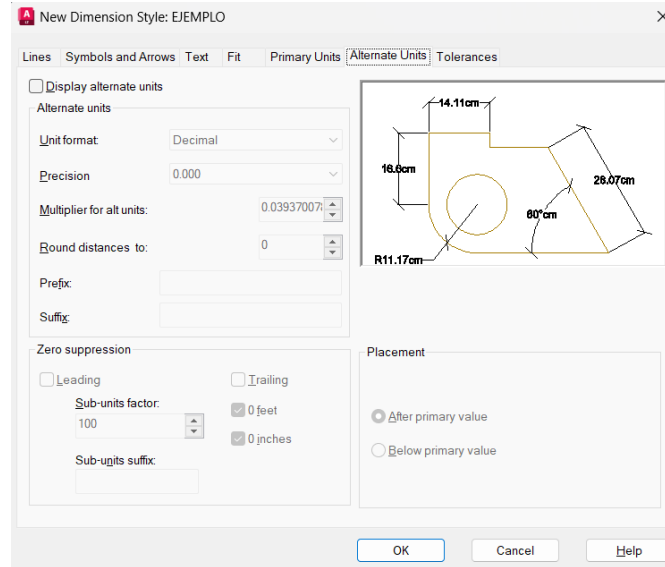 New Dimension Style: EJEMPLO
Lines Symbols and Arrows Text Fit Primary Units Alternate Units Tolerances
Display alternate units
Alternate units
Unit format: Decimal
Precision 0.000
Multiplier for alt units: 0.03937007
Round distances to: 0
Prefix:
Suffix:
14.11cm
16.6cm
28.07cm
60°cm
R11.17cm
Zero suppression
Leading Trailing
Sub-units factor: 0 feet
100 0 inches
Sub-units suffix:
Placement
After primary value
Below primary value
OK Cancel Help